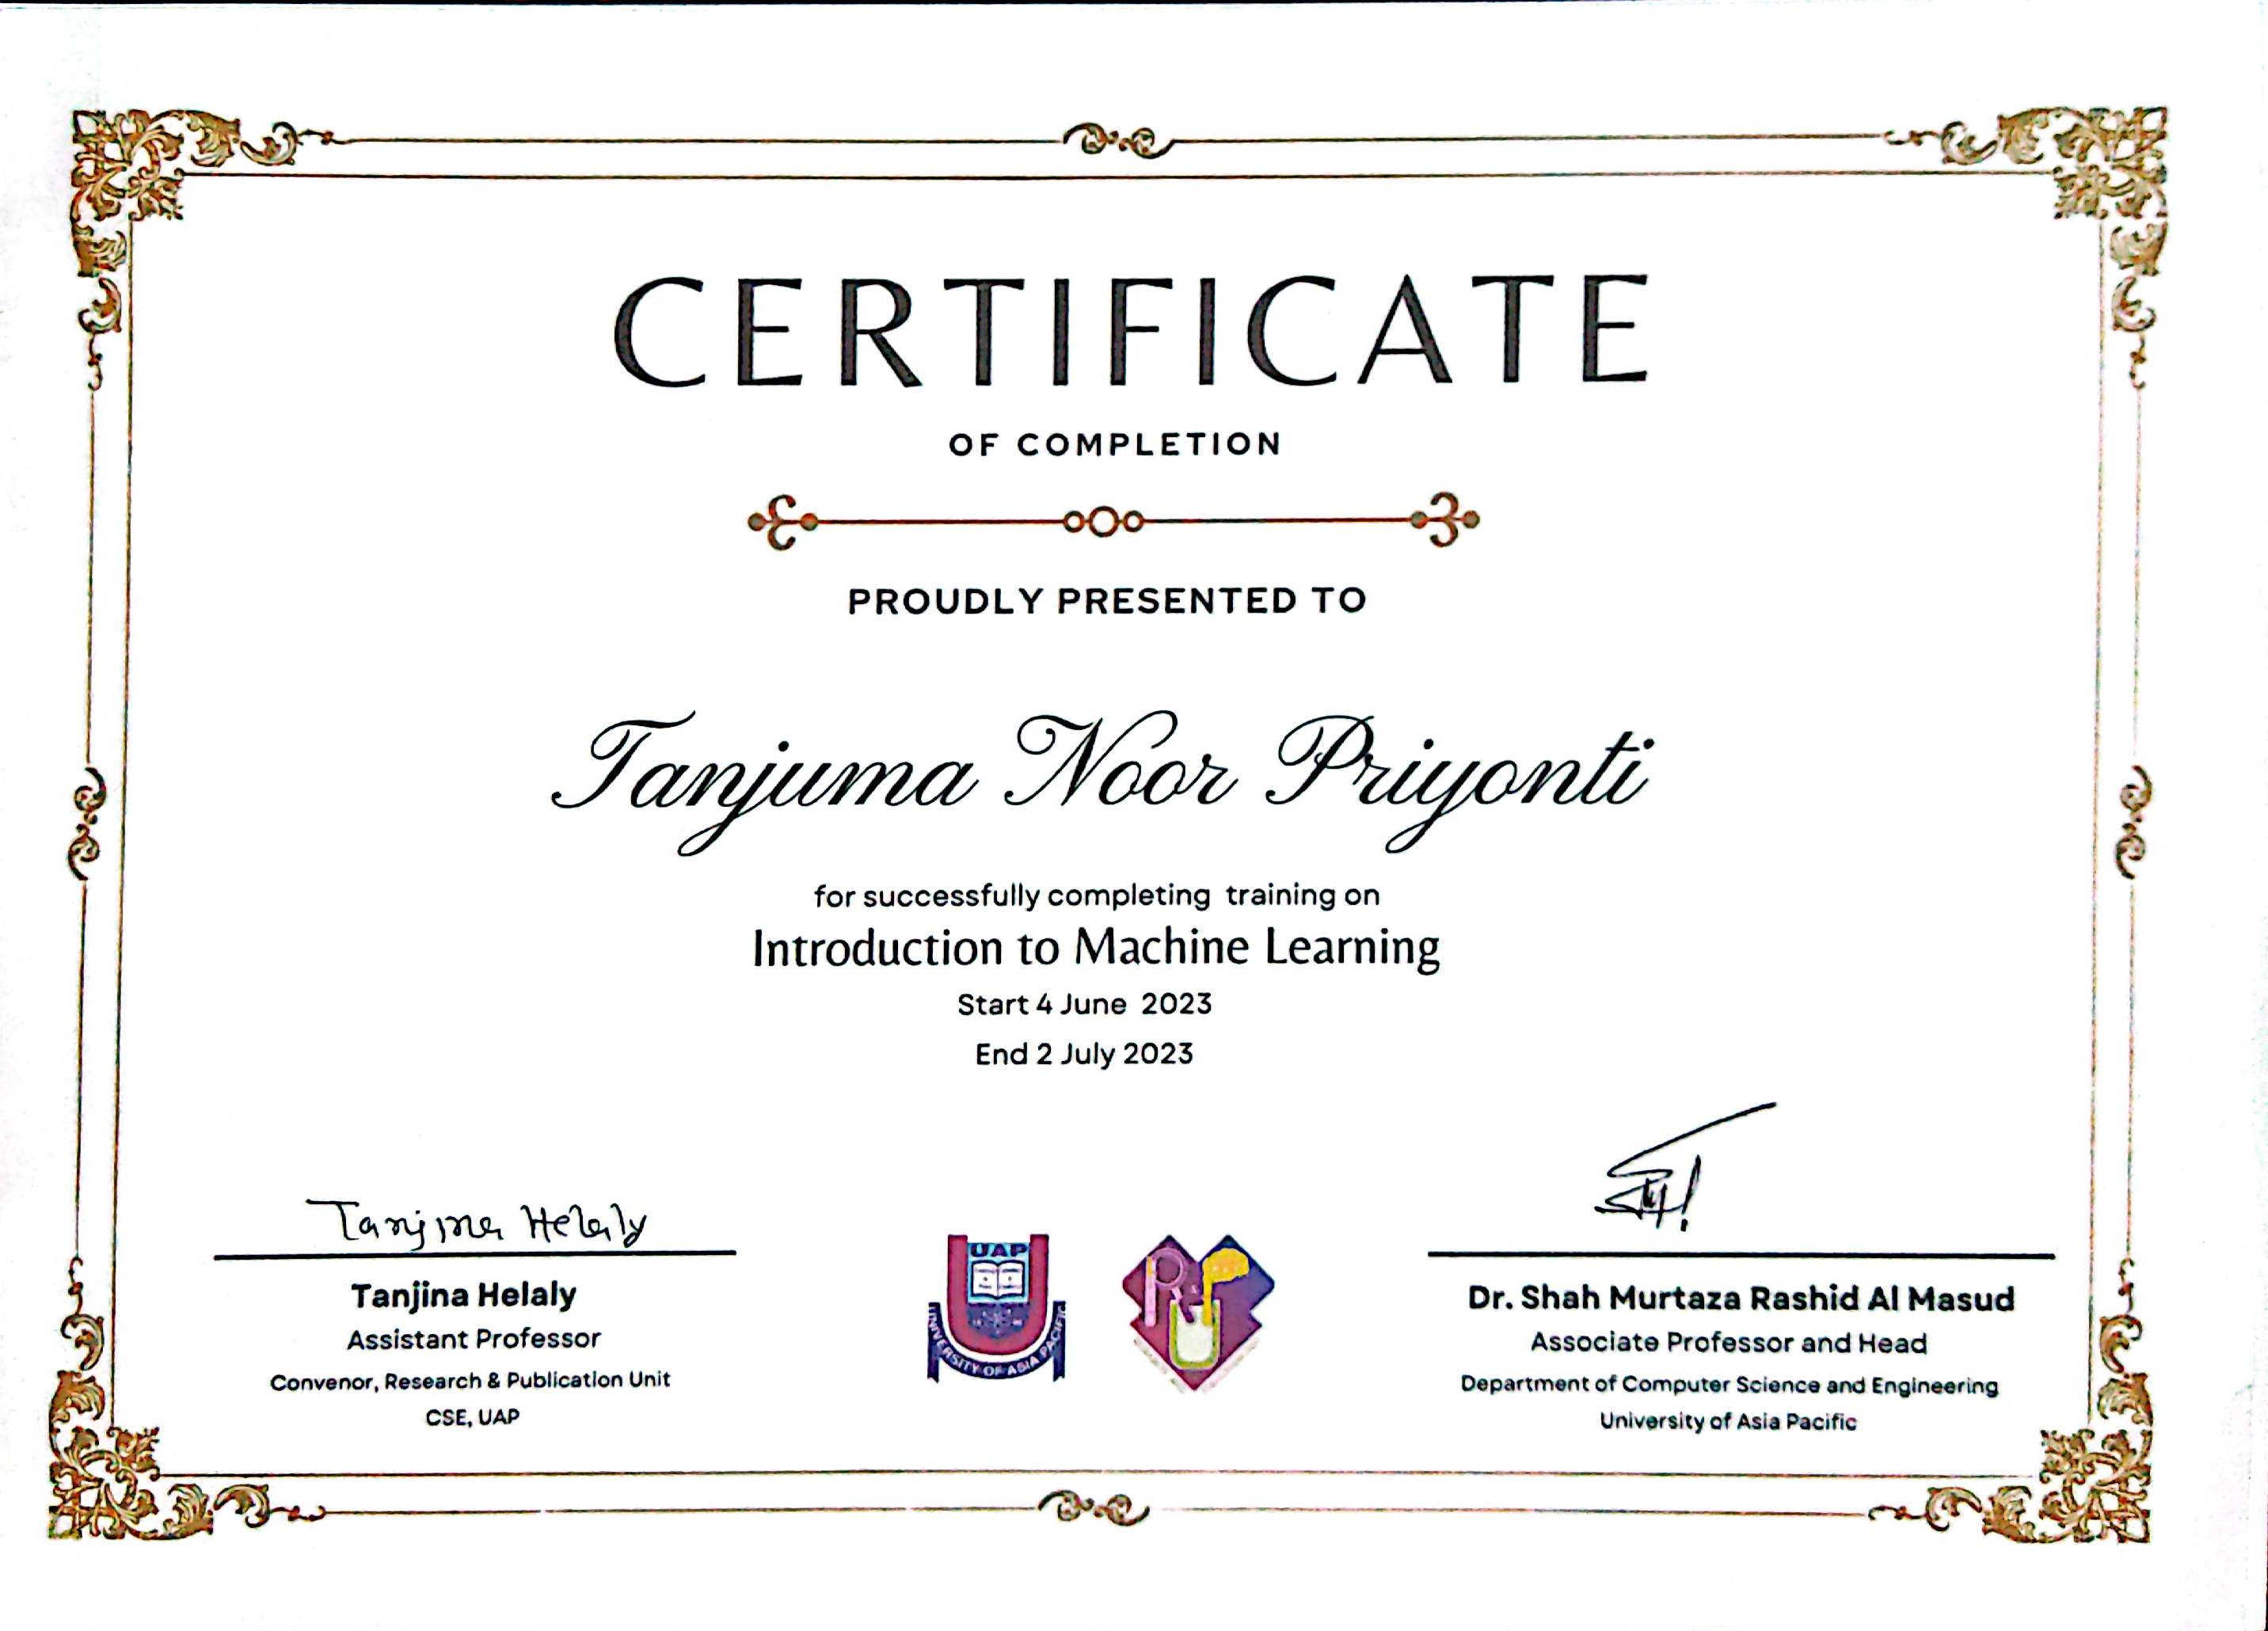 CERTIFICATE
OF COMPLETION
PROUDLY PRESENTED TO
Tanjuma Noor Priyonti
for successfully completing training on
Introduction to Machine Learning
Start 4 June 2023
End 2 July 2023
Tanjina Helaly
Tanjina Helaly
Assistant Professor
Convenor, Research & Publication Unit
CSE, UAP
UAP
UNIVERSITY OF ASIA PACIFIC
RPU
Dr. Shah Murtaza Rashid Al Masud
Associate Professor and Head
Department of Computer Science and Engineering
University of Asia Pacific